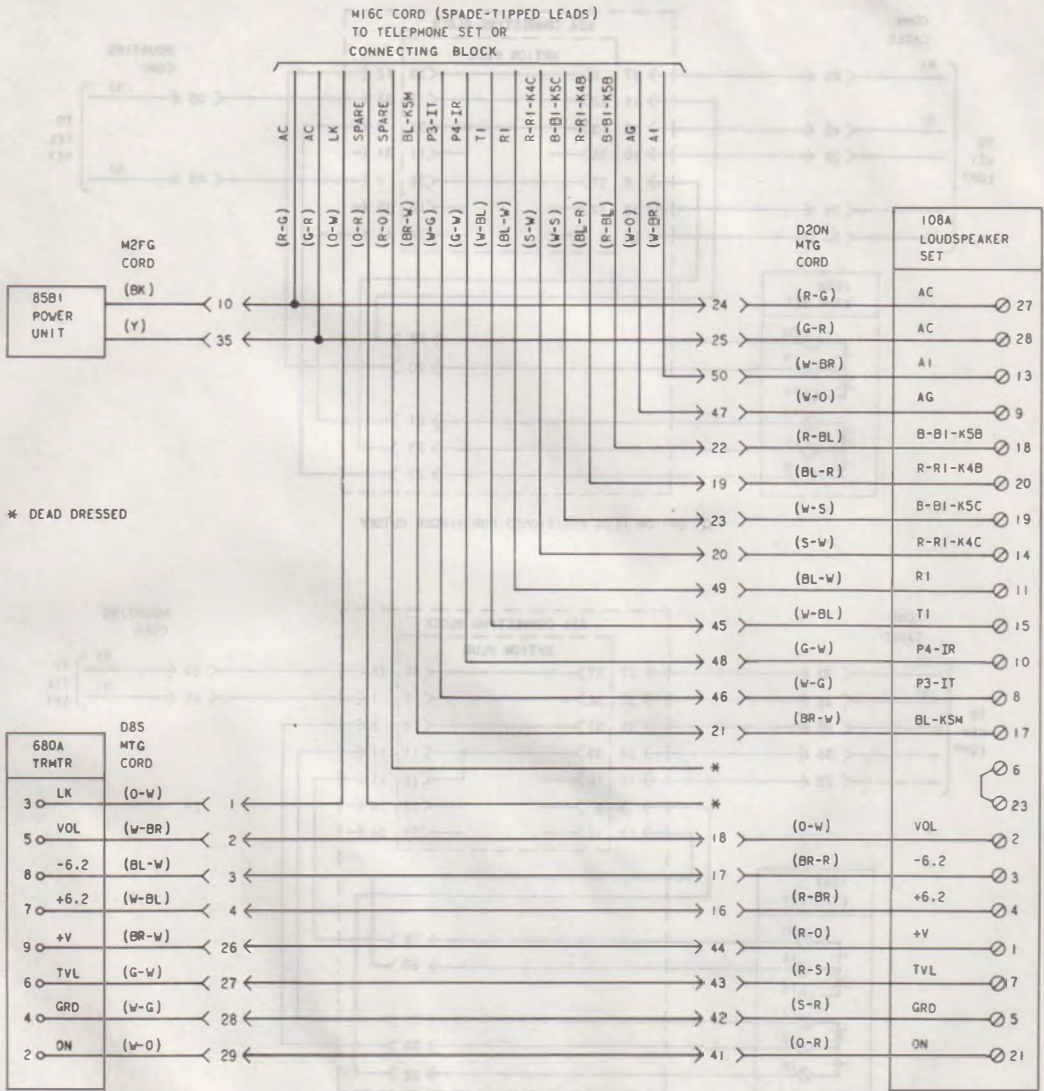 M16C CORD (SPADE-TIPPED LEADS)
TO TELEPHONE SET OR
CONNECTING BLOCK
AC
AC
LK
SPARE
SPARE
BL-K5M
P3-IT
P4-IR
T1
R1
R-R1-K4C
B-B1-K5C
R-R1-K4B
B-B1-K5B
AG
A1
(R-G)
(G-R)
(O-W)
(O-R)
(R-O)
(BR-W)
(W-G)
(G-W)
(W-BL)
(BL-W)
(S-W)
(W-S)
(BL-R)
(R-BL)
(W-O)
(W-BR)
M2FG
CORD
D20N
MTG
CORD
108A
LOUDSPEAKER
SET
85B1
POWER
UNIT
(BK) 10 24 (R-G) AC 27
(Y) 35 25 (G-R) AC 28
50 (W-BR) A1 13
47 (W-O) AG 9
22 (R-BL) B-B1-K5B 18
19 (BL-R) R-R1-K4B 20
* DEAD DRESSED
23 (W-S) B-B1-K5C 19
20 (S-W) R-R1-K4C 14
49 (BL-W) R1 11
45 (W-BL) T1 15
48 (G-W) P4-IR 10
46 (W-G) P3-IT 8
21 (BR-W) BL-K5M 17
* 6
* 23
680A
TRMTR
D8S
MTG
CORD
3 LK (O-W) 1
5 VOL (W-BR) 2 18 (O-W) VOL 2
8 -6.2 (BL-W) 3 17 (BR-R) -6.2 3
7 +6.2 (W-BL) 4 16 (R-BR) +6.2 4
9 +V (BR-W) 26 44 (R-O) +V 1
6 TVL (G-W) 27 43 (R-S) TVL 7
4 GRD (W-G) 28 42 (S-R) GRD 5
2 ON (W-O) 29 41 (O-R) ON 21